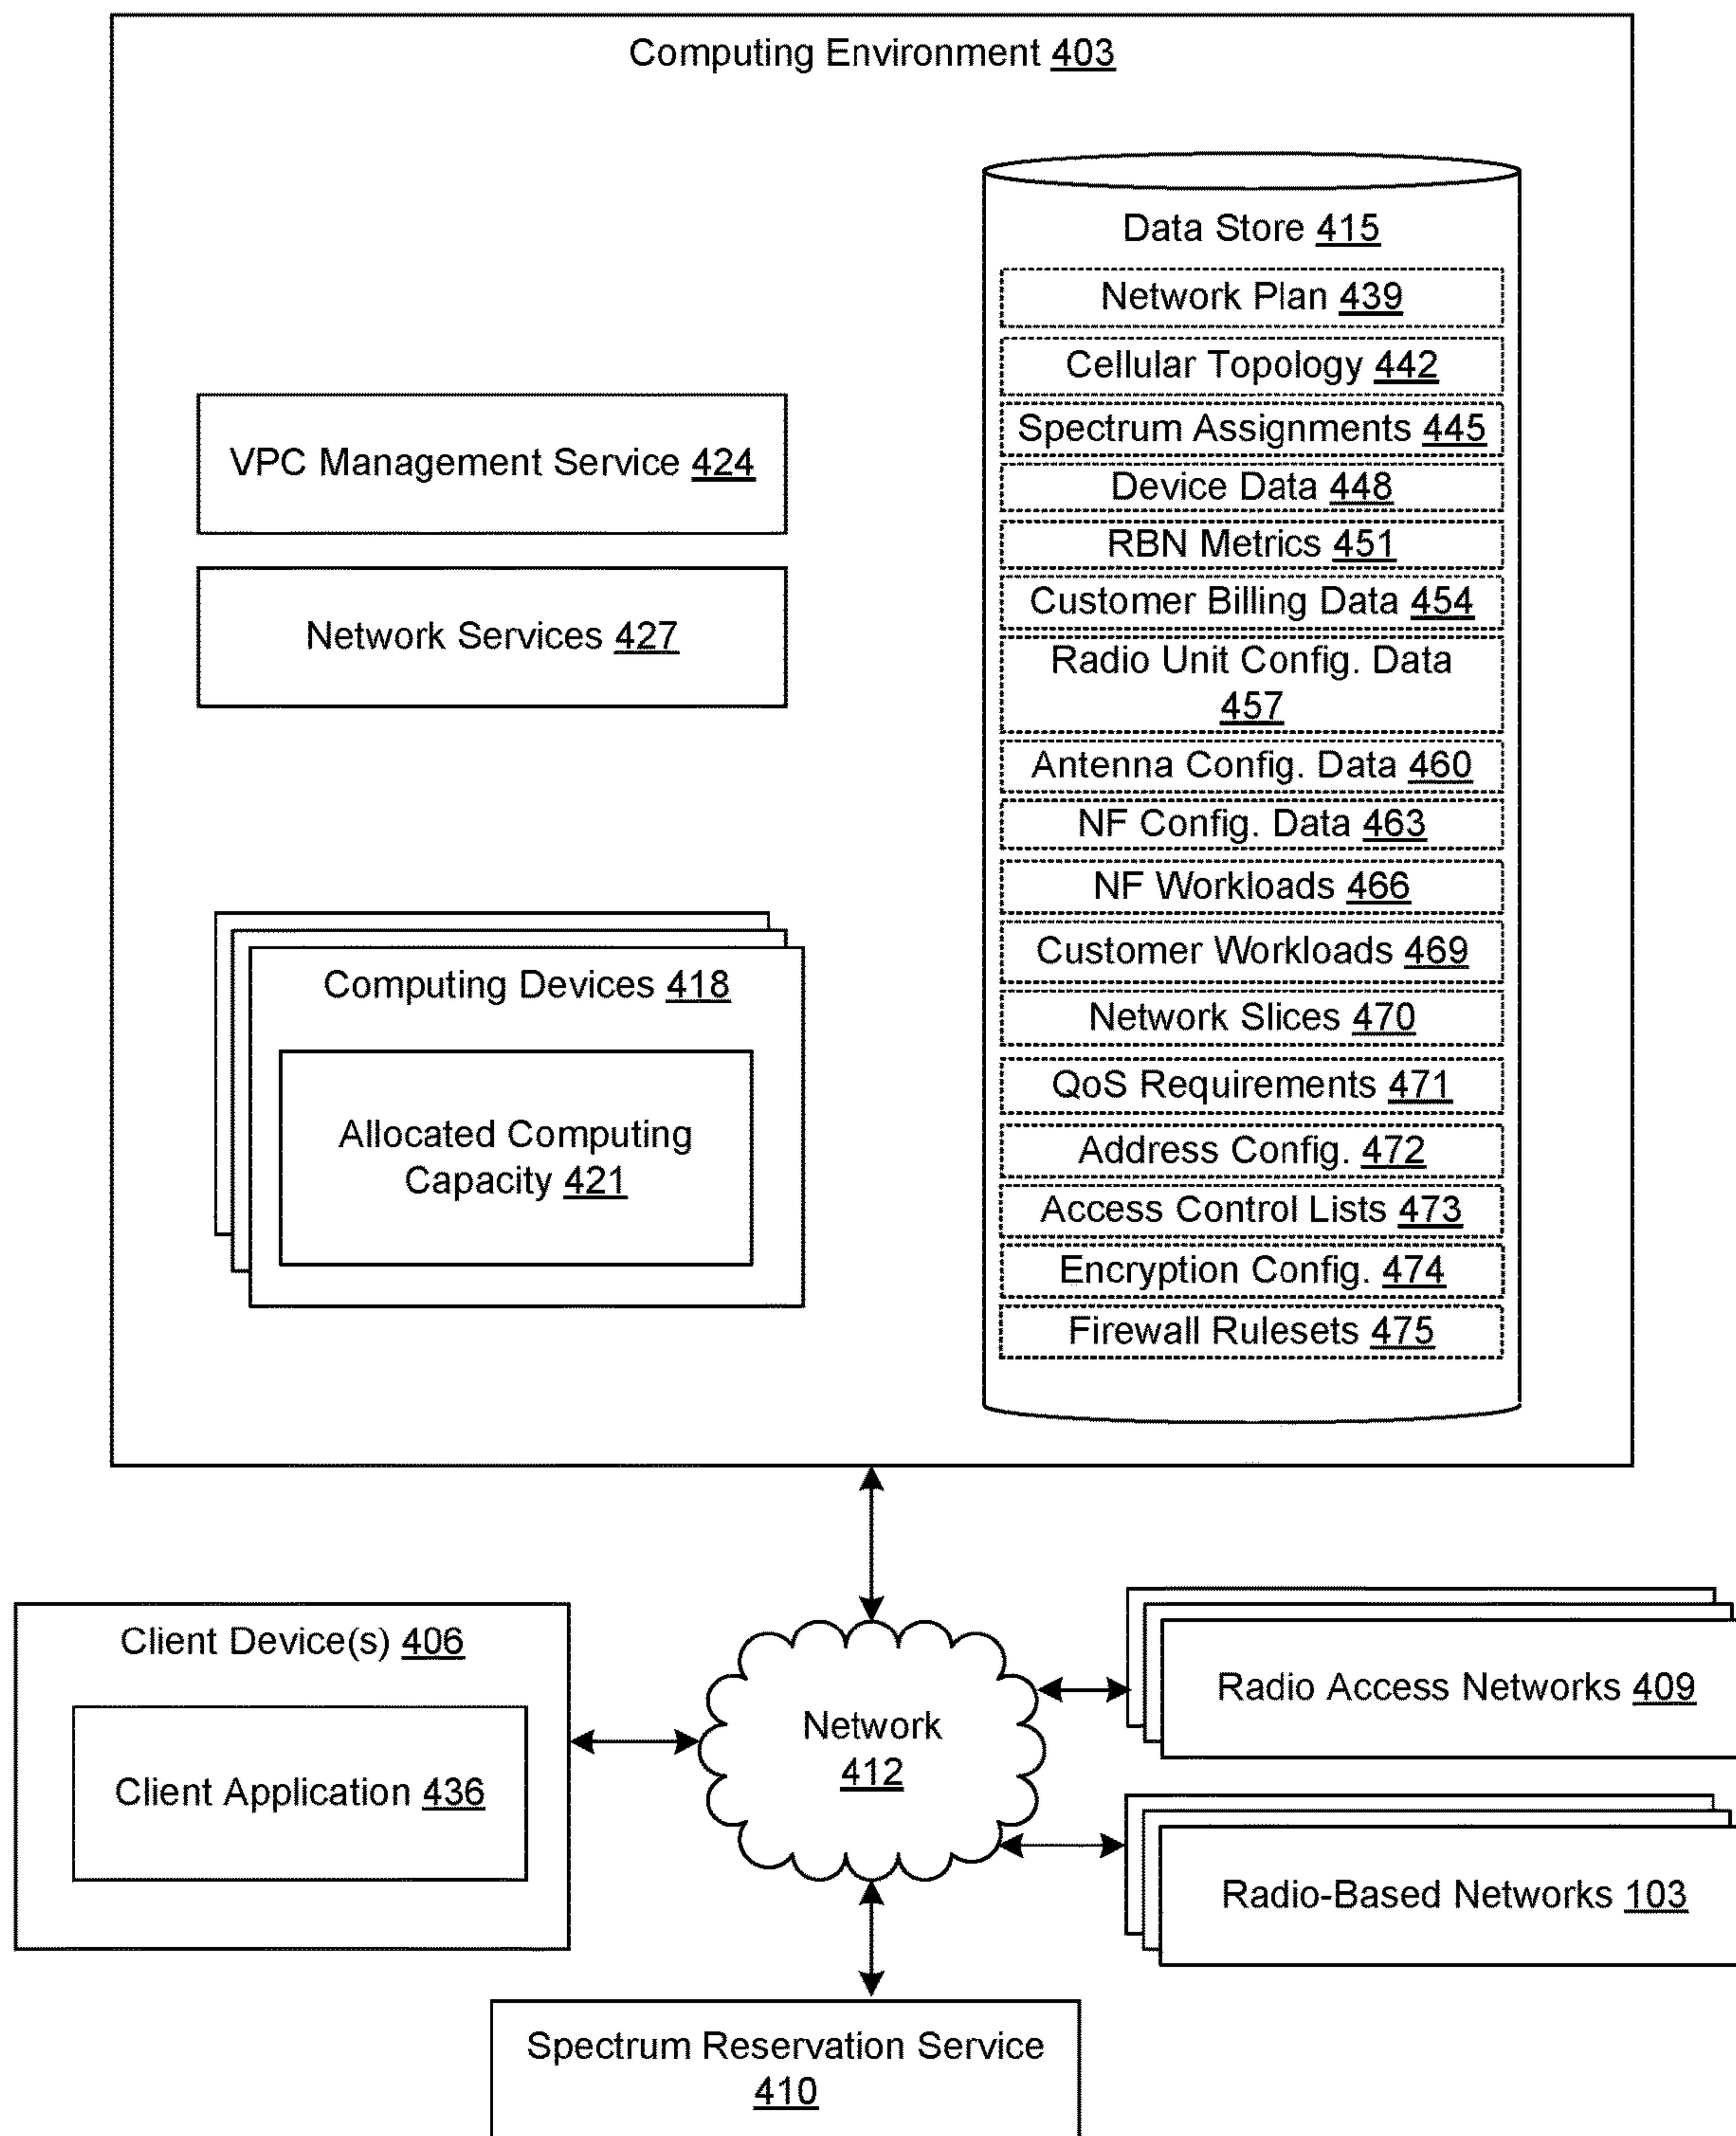 Computing Environment 403
Data Store 415
Network Plan 439
Cellular Topology 442
Spectrum Assignments 445
Device Data 448
RBN Metrics 451
Customer Billing Data 454
Radio Unit Config. Data
457
Antenna Config. Data 460
NF Config. Data 463
NF Workloads 466
Customer Workloads 469
Network Slices 470
QoS Requirements 471
Address Config. 472
Access Control Lists 473
Encryption Config. 474
Firewall Rulesets 475
VPC Management Service 424
Network Services 427
Computing Devices 418
Allocated Computing
Capacity 421
Client Device(s) 406
Client Application 436
Network
412
Radio Access Networks 409
Radio-Based Networks 103
Spectrum Reservation Service
410